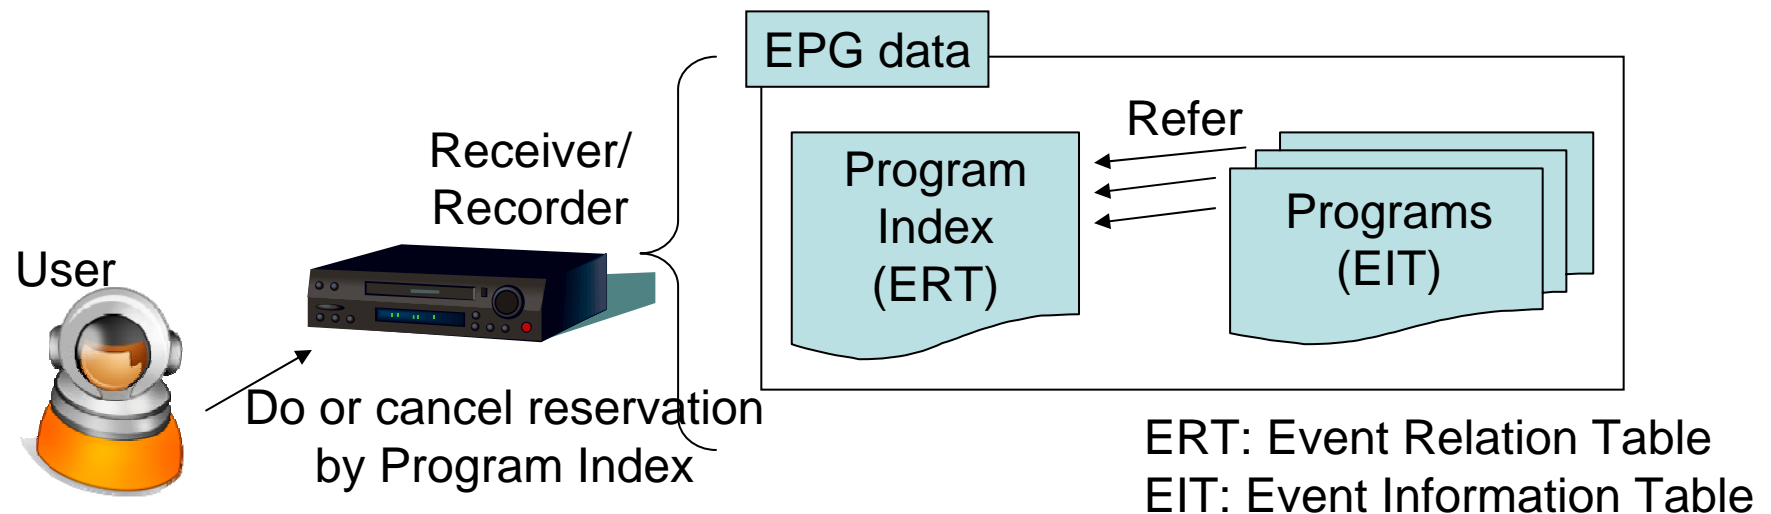 EPG data
Refer
Receiver/
Recorder
Program
Index
(ERT)
Programs
(EIT)
User
Do or cancel reservation
by Program Index
ERT: Event Relation Table
EIT: Event Information Table